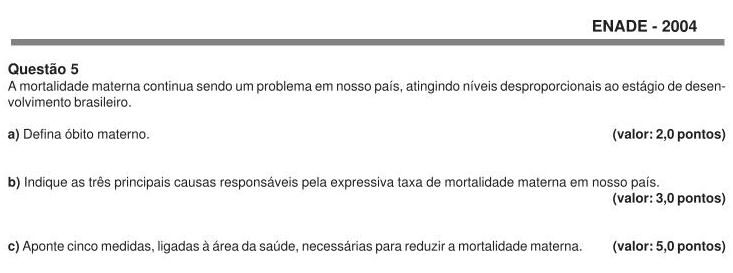 ENADE - 2004
Questão 5
A mortalidade materna continua sendo um problema em nosso país, atingindo níveis desproporcionais ao estágio de desen-
volvimento brasileiro.
a) Defina óbito materno. (valor: 2,0 pontos)
b) Indique as três principais causas responsáveis pela expressiva taxa de mortalidade materna em nosso país.
(valor: 3,0 pontos)
c) Aponte cinco medidas, ligadas à área da saúde, necessárias para reduzir a mortalidade materna. (valor: 5,0 pontos)